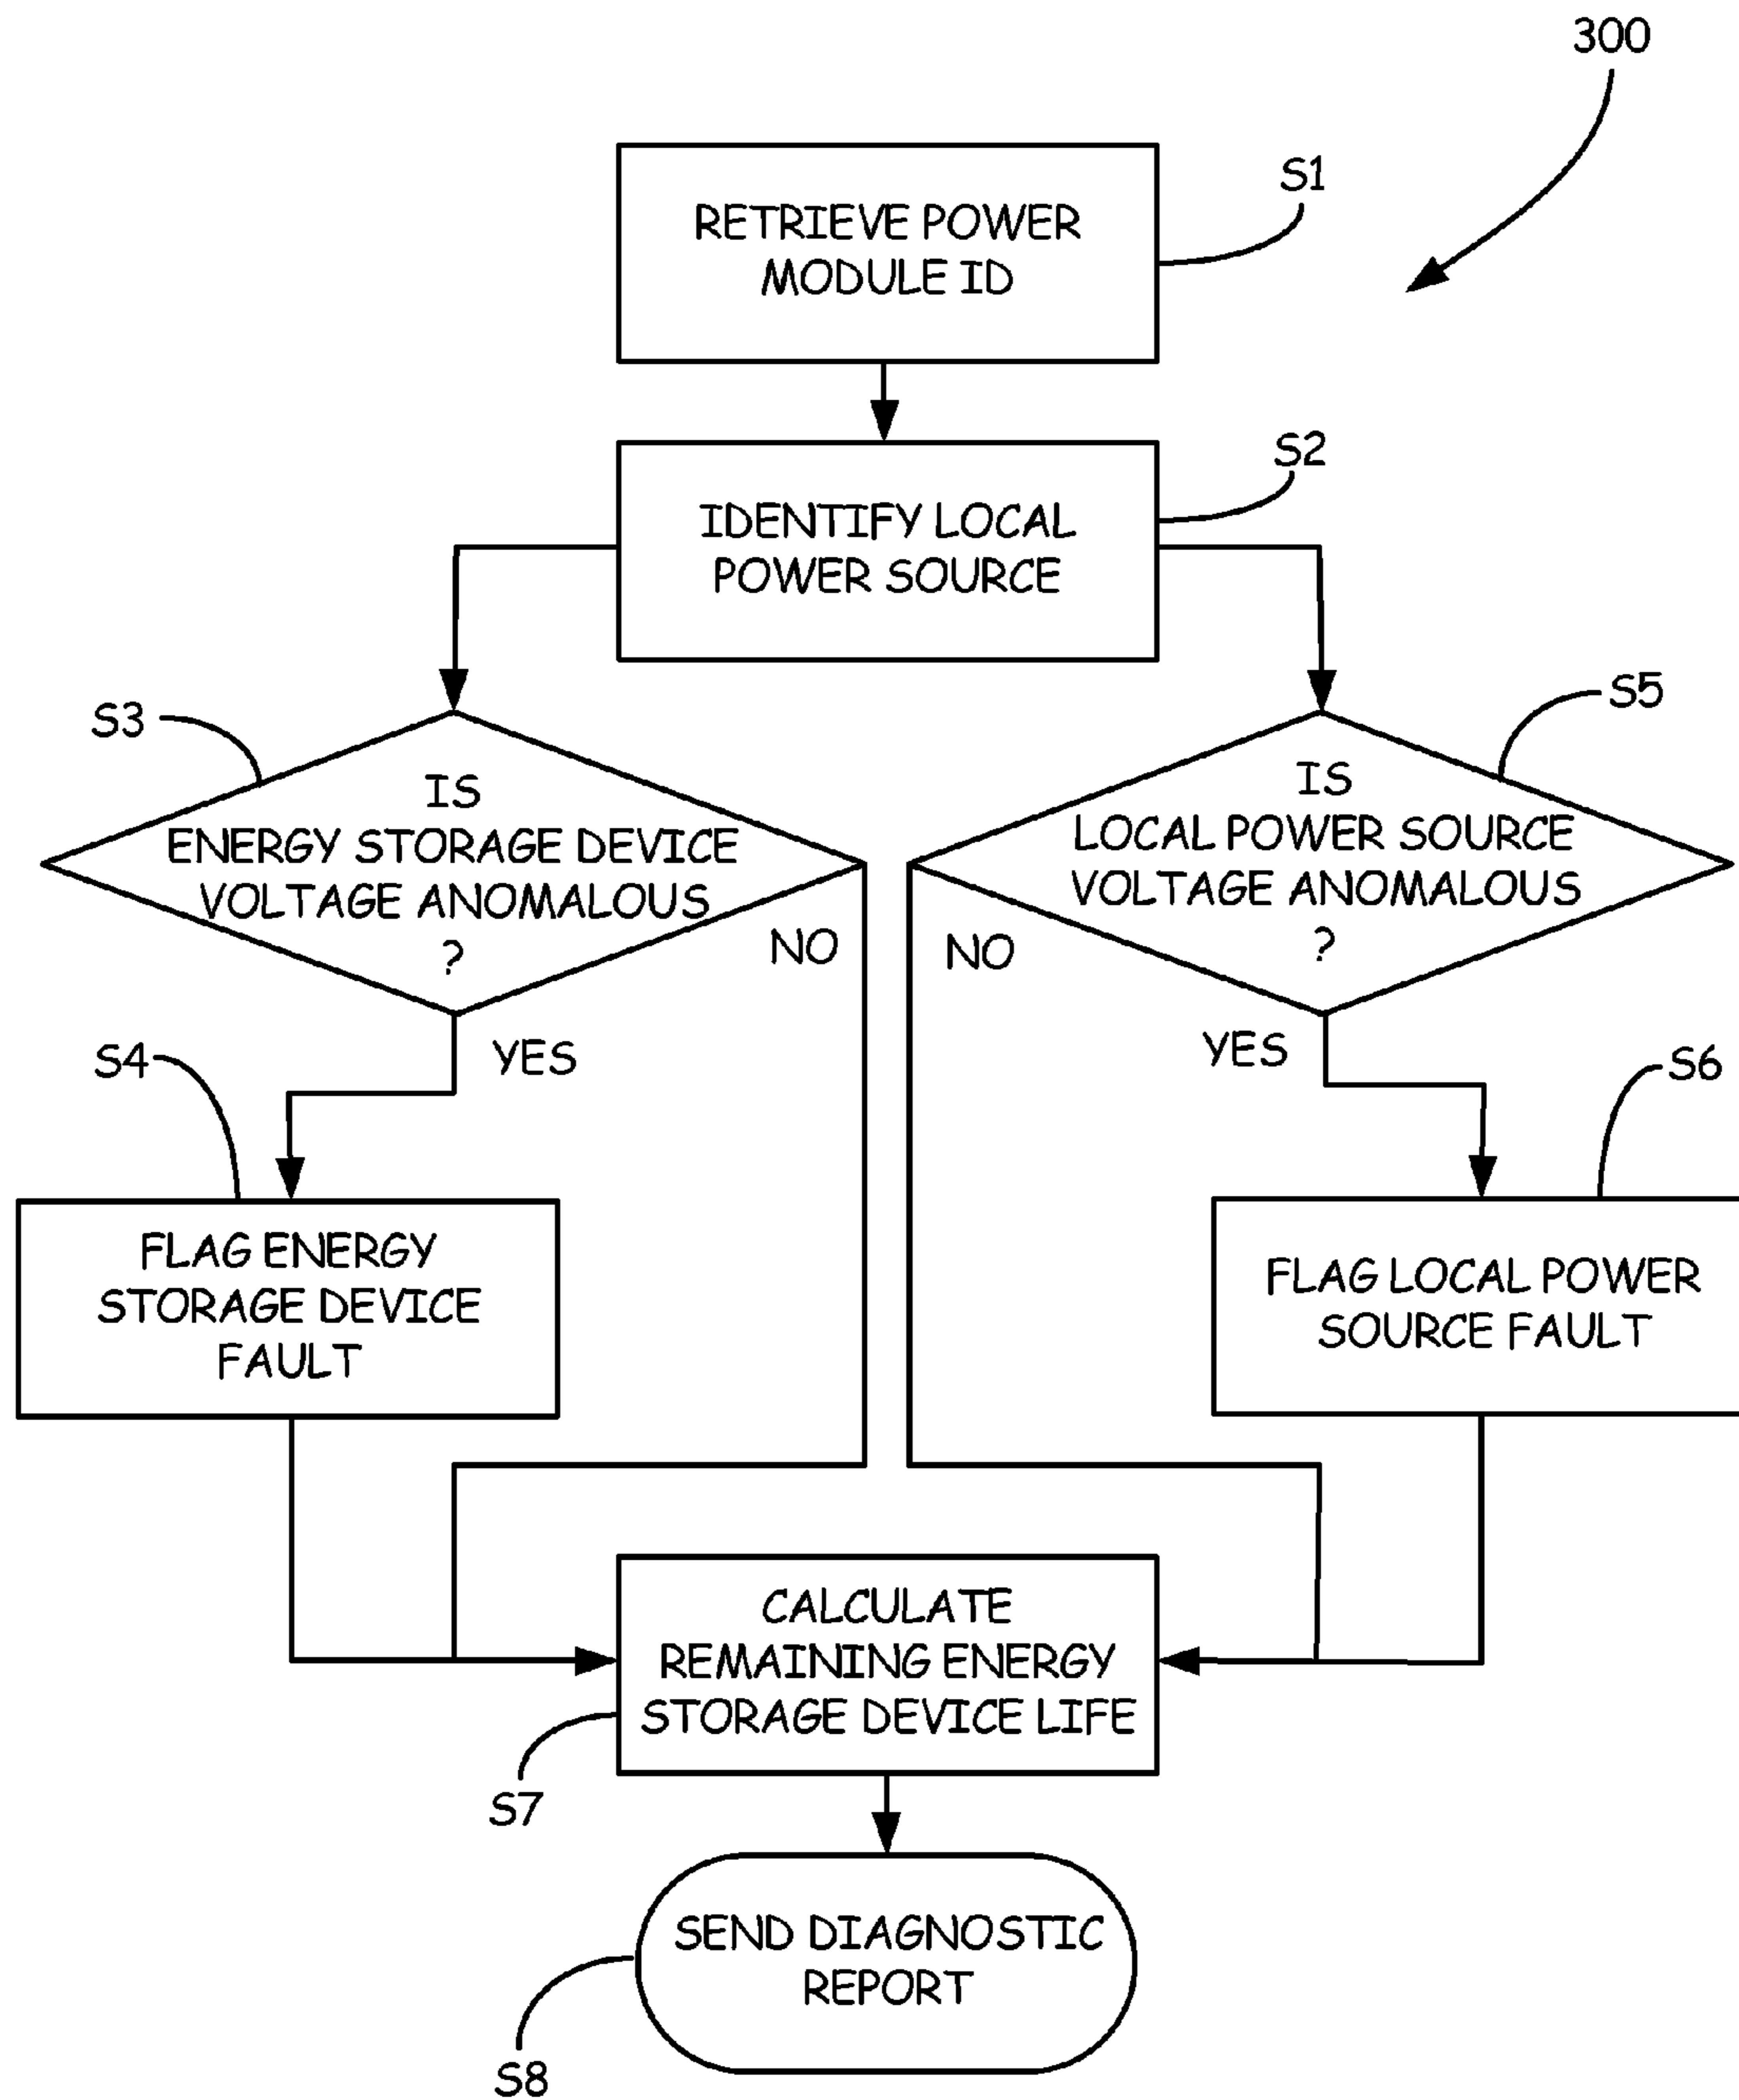 300
S1
RETRIEVE POWER
MODULE ID
S2
IDENTIFY LOCAL
POWER SOURCE
S3
IS
ENERGY STORAGE DEVICE
VOLTAGE ANOMALOUS
?
NO
YES
S5
IS
LOCAL POWER SOURCE
VOLTAGE ANOMALOUS
?
NO
YES
S4
FLAG ENERGY
STORAGE DEVICE
FAULT
S6
FLAG LOCAL POWER
SOURCE FAULT
CALCULATE
REMAINING ENERGY
STORAGE DEVICE LIFE
S7
SEND DIAGNOSTIC
REPORT
S8